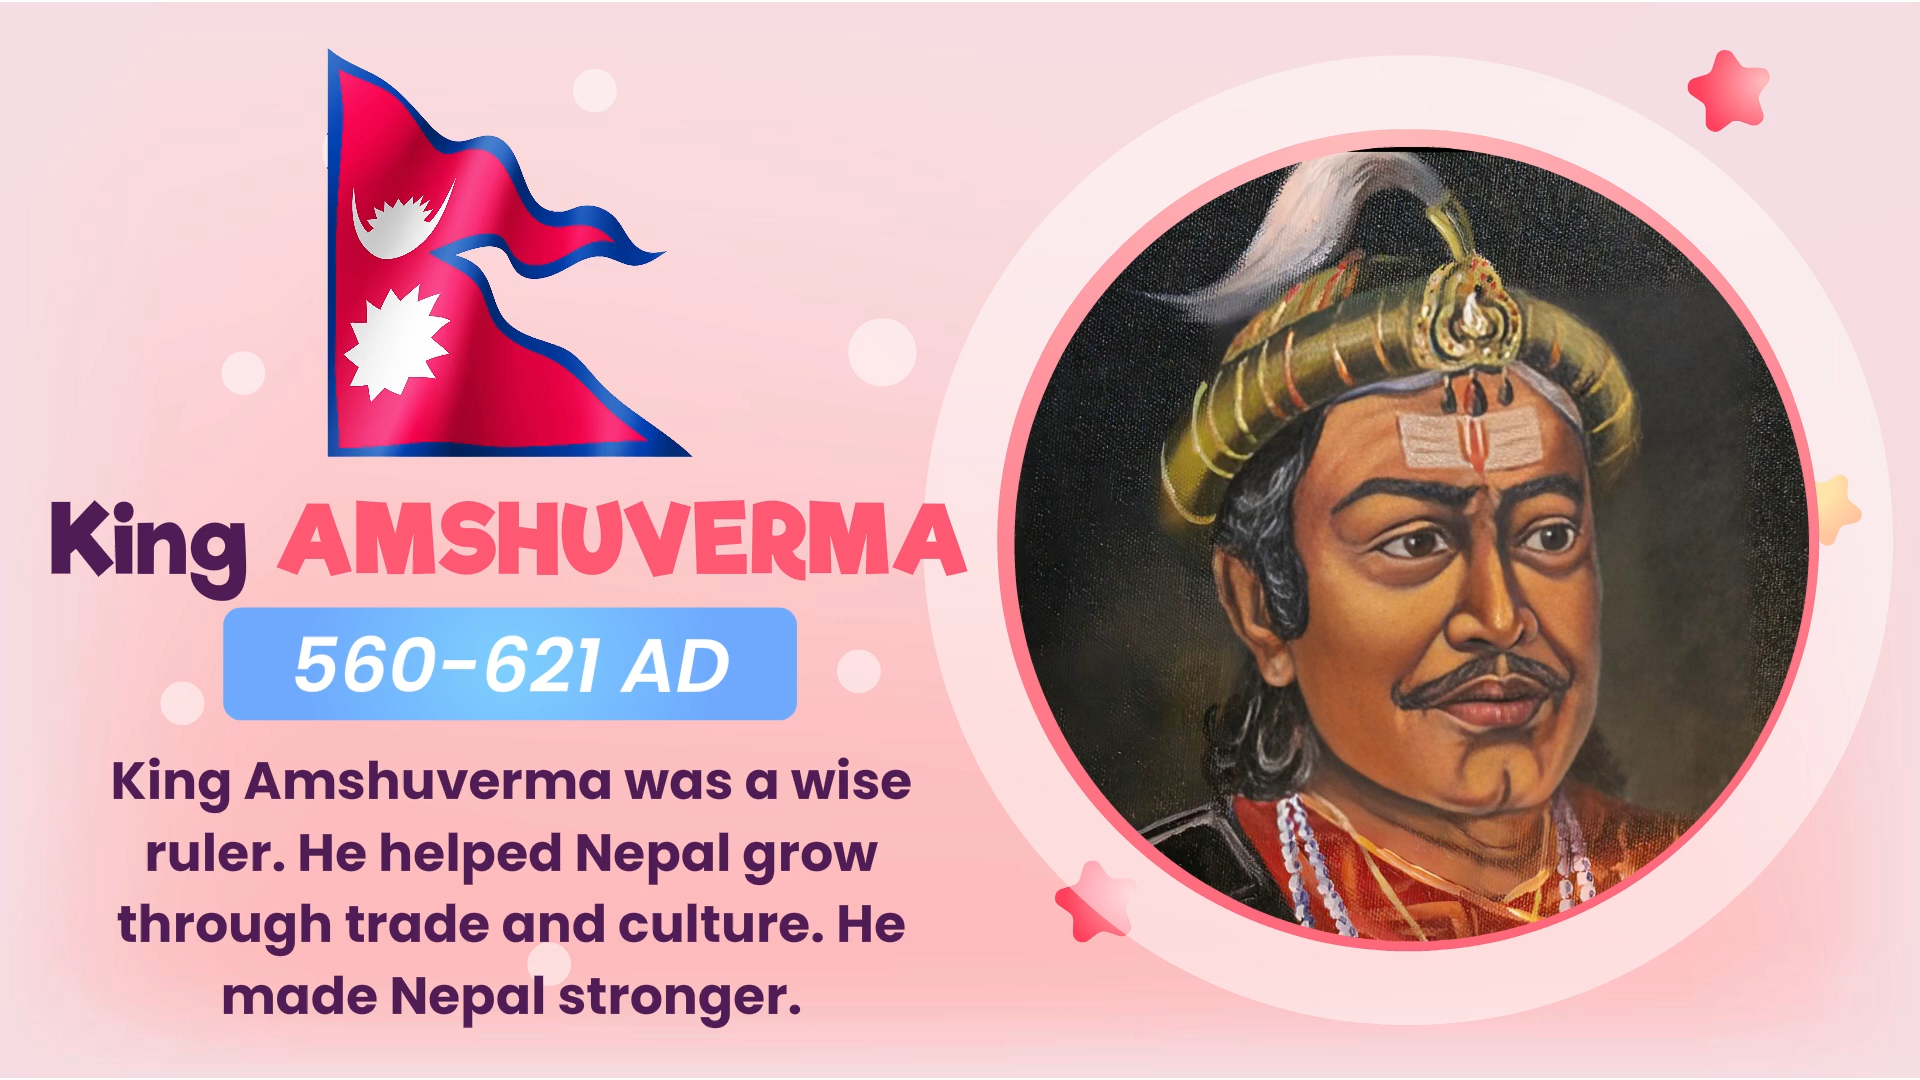 King AMSHUVERMA
560-621 AD
King Amshuverma was a wise
ruler. He helped Nepal grow
through trade and culture. He
made Nepal stronger.